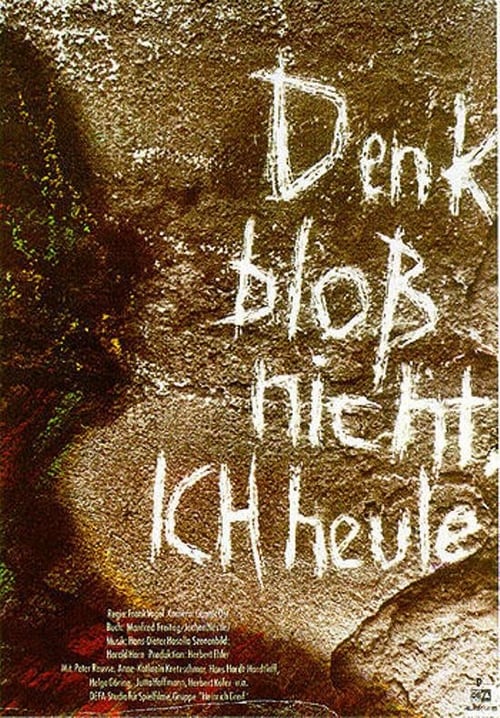 Denk
bloß
nicht,
ICH heule
Regie: Frank Vogel Kamera: Günter Ost
Buch: Manfred Freitag/Jochen Nestler
Musik: Hans-Dieter Hosalla Szenenbild:
Harald Horn Produktion: Herbert Ehler
Mit Peter Reusse, Anne-Kathrein Kretzschmar, Hans Hardt-Hardtloff,
Helga Göring, Jutta Hoffmann, Herbert Köfer u.a.
DEFA-Studio für Spielfilme, Gruppe "Heinrich Greif"